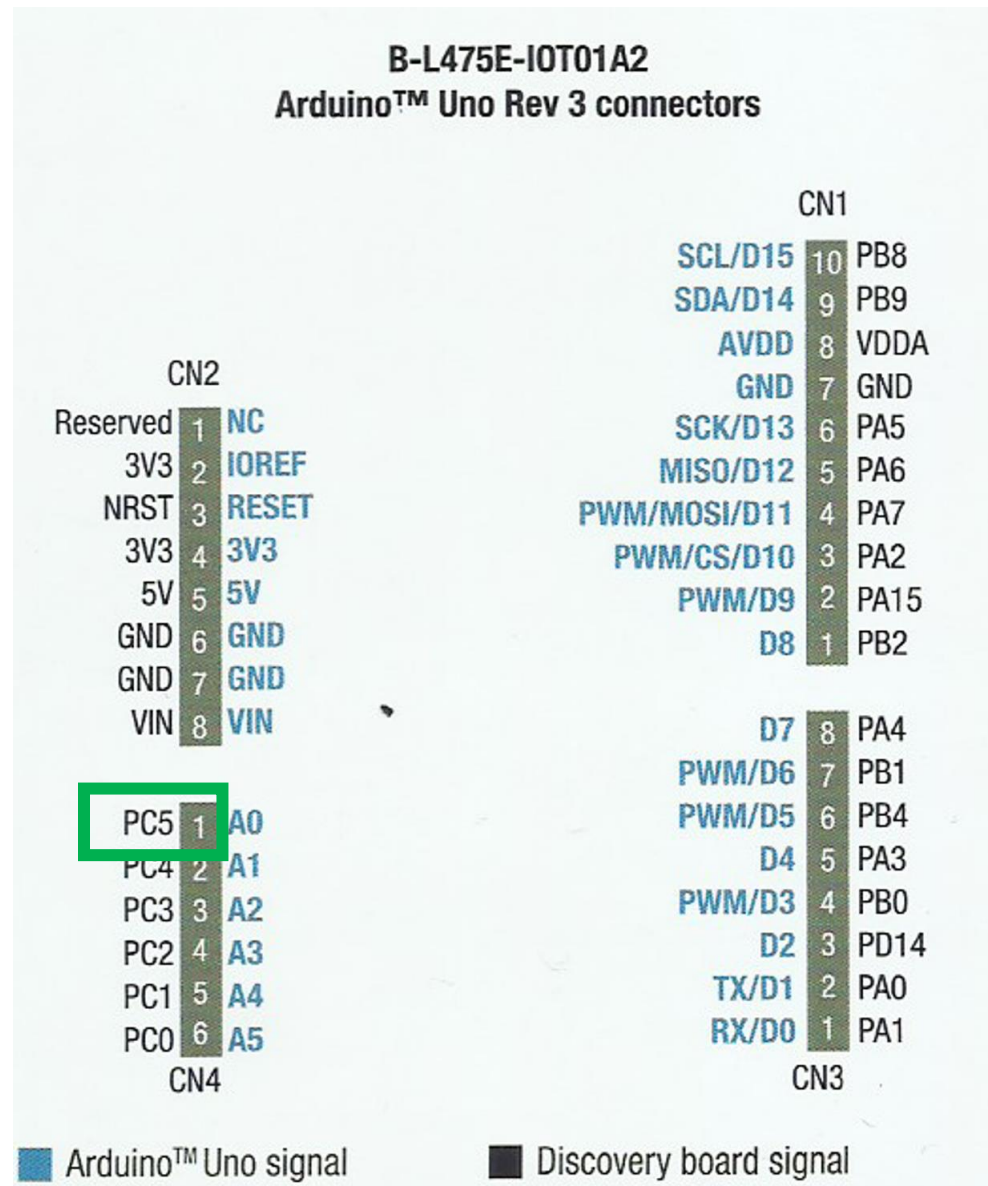 B-L475E-IOT01A2
Arduino™ Uno Rev 3 connectors
CN1
SCL/D15 10 PB8
SDA/D14 9 PB9
AVDD 8 VDDA
GND 7 GND
SCK/D13 6 PA5
MISO/D12 5 PA6
PWM/MOSI/D11 4 PA7
PWM/CS/D10 3 PA2
PWM/D9 2 PA15
D8 1 PB2
CN2
Reserved 1 NC
3V3 2 IOREF
NRST 3 RESET
3V3 4 3V3
5V 5 5V
GND 6 GND
GND 7 GND
VIN 8 VIN
PC5 1 A0
PC4 2 A1
PC3 3 A2
PC2 4 A3
PC1 5 A4
PC0 6 A5
CN4
D7 8 PA4
PWM/D6 7 PB1
PWM/D5 6 PB4
D4 5 PA3
PWM/D3 4 PB0
D2 3 PD14
TX/D1 2 PA0
RX/D0 1 PA1
CN3
Arduino™ Uno signal
Discovery board signal